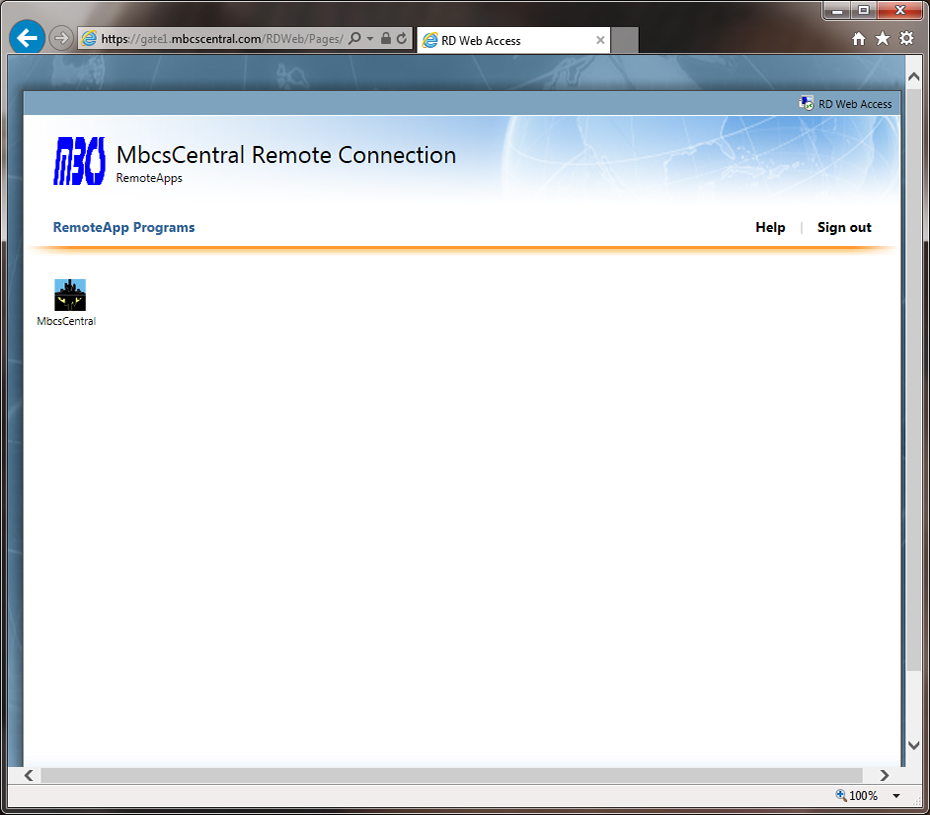 https://gate1.mbcscentral.com/RDWeb/Pages/
RD Web Access
RD Web Access
MBCS
MbcsCentral Remote Connection
RemoteApps
RemoteApp Programs
Help | Sign out
MbcsCentral
100%